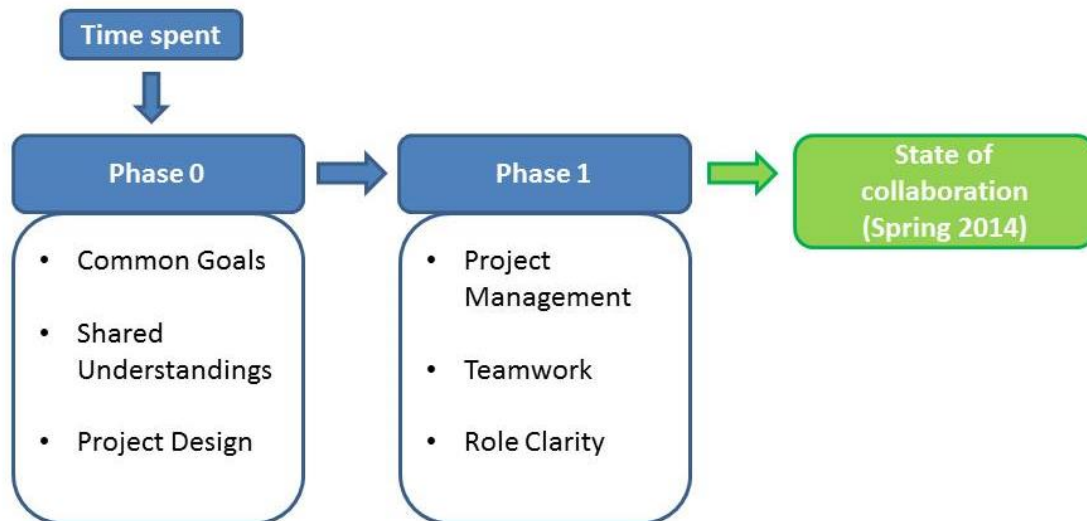 Time spent
Phase 0
• Common Goals
• Shared
Understandings
• Project Design
Phase 1
• Project
Management
• Teamwork
• Role Clarity
State of
collaboration
(Spring 2014)